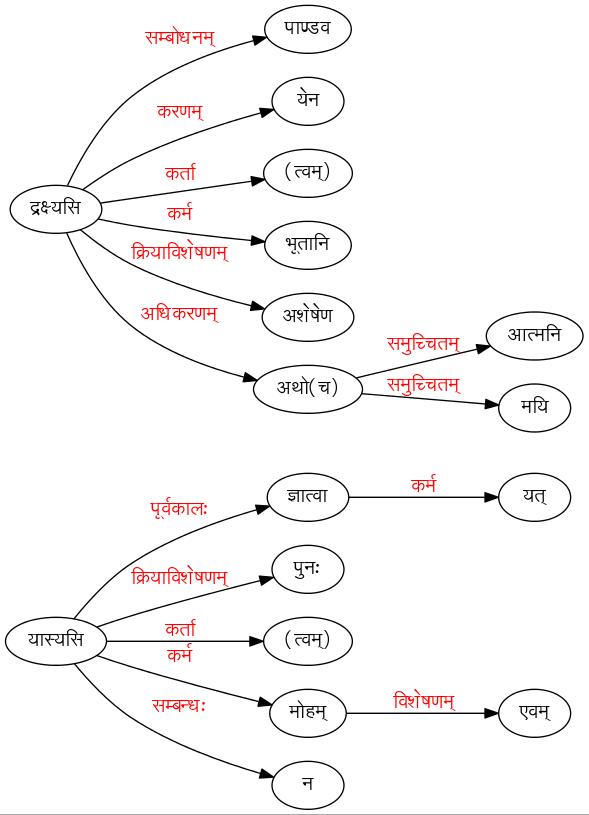 सम्बोधनम्
पाण्डव
करणम्
येन
कर्ता
(त्वम्)
द्रक्ष्यसि
कर्म
भूतानि
क्रियाविशेषणम्
अशेषेण
अधिकरणम्
अथो(च)
समुच्चितम्
आत्मनि
समुच्चितम्
मयि
पूर्वकालः
ज्ञात्वा
कर्म
यत्
क्रियाविशेषणम्
पुनः
यास्यसि
कर्ता
(त्वम्)
कर्म
मोहम्
विशेषणम्
एवम्
सम्बन्धः
न